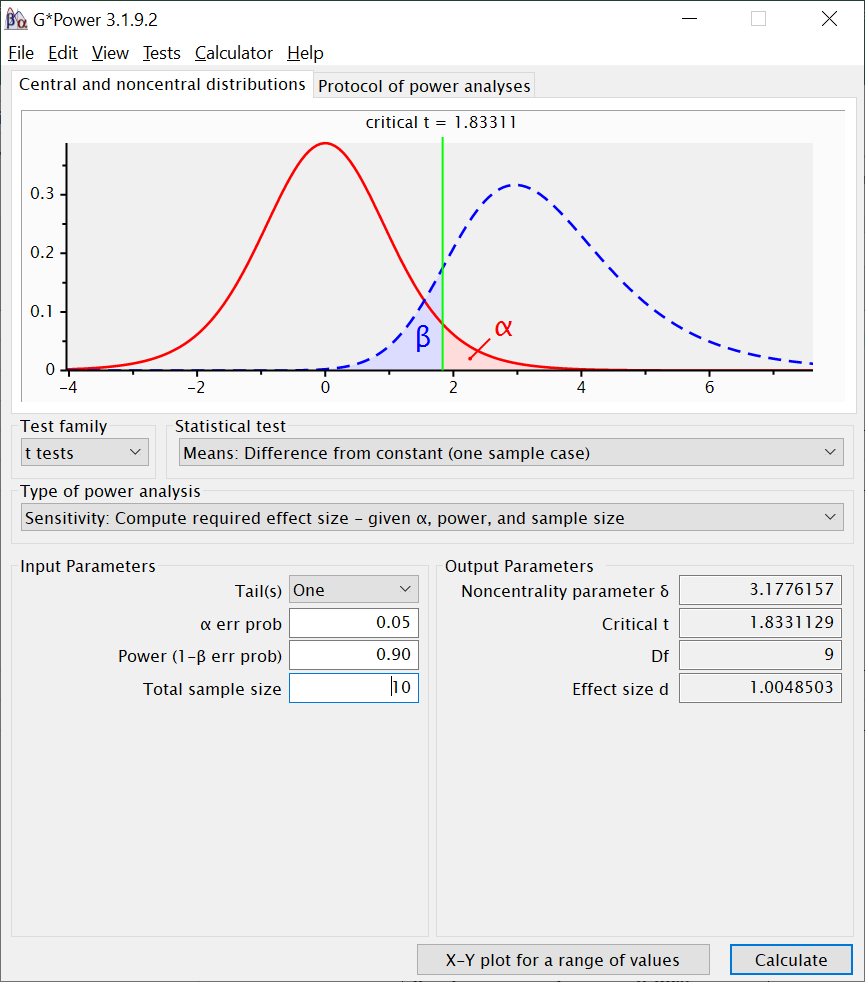 G*Power 3.1.9.2
File Edit View Tests Calculator Help
Central and noncentral distributions Protocol of power analyses
critical t = 1.83311
0.3
0.2
0.1
0
β
α
−4 −2 0 2 4 6
Test family Statistical test
t tests Means: Difference from constant (one sample case)
Type of power analysis
Sensitivity: Compute required effect size – given α, power, and sample size
Input Parameters Output Parameters
Tail(s) One Noncentrality parameter δ 3.1776157
α err prob 0.05 Critical t 1.8331129
Power (1-β err prob) 0.90 Df 9
Total sample size 10 Effect size d 1.0048503
X-Y plot for a range of values Calculate